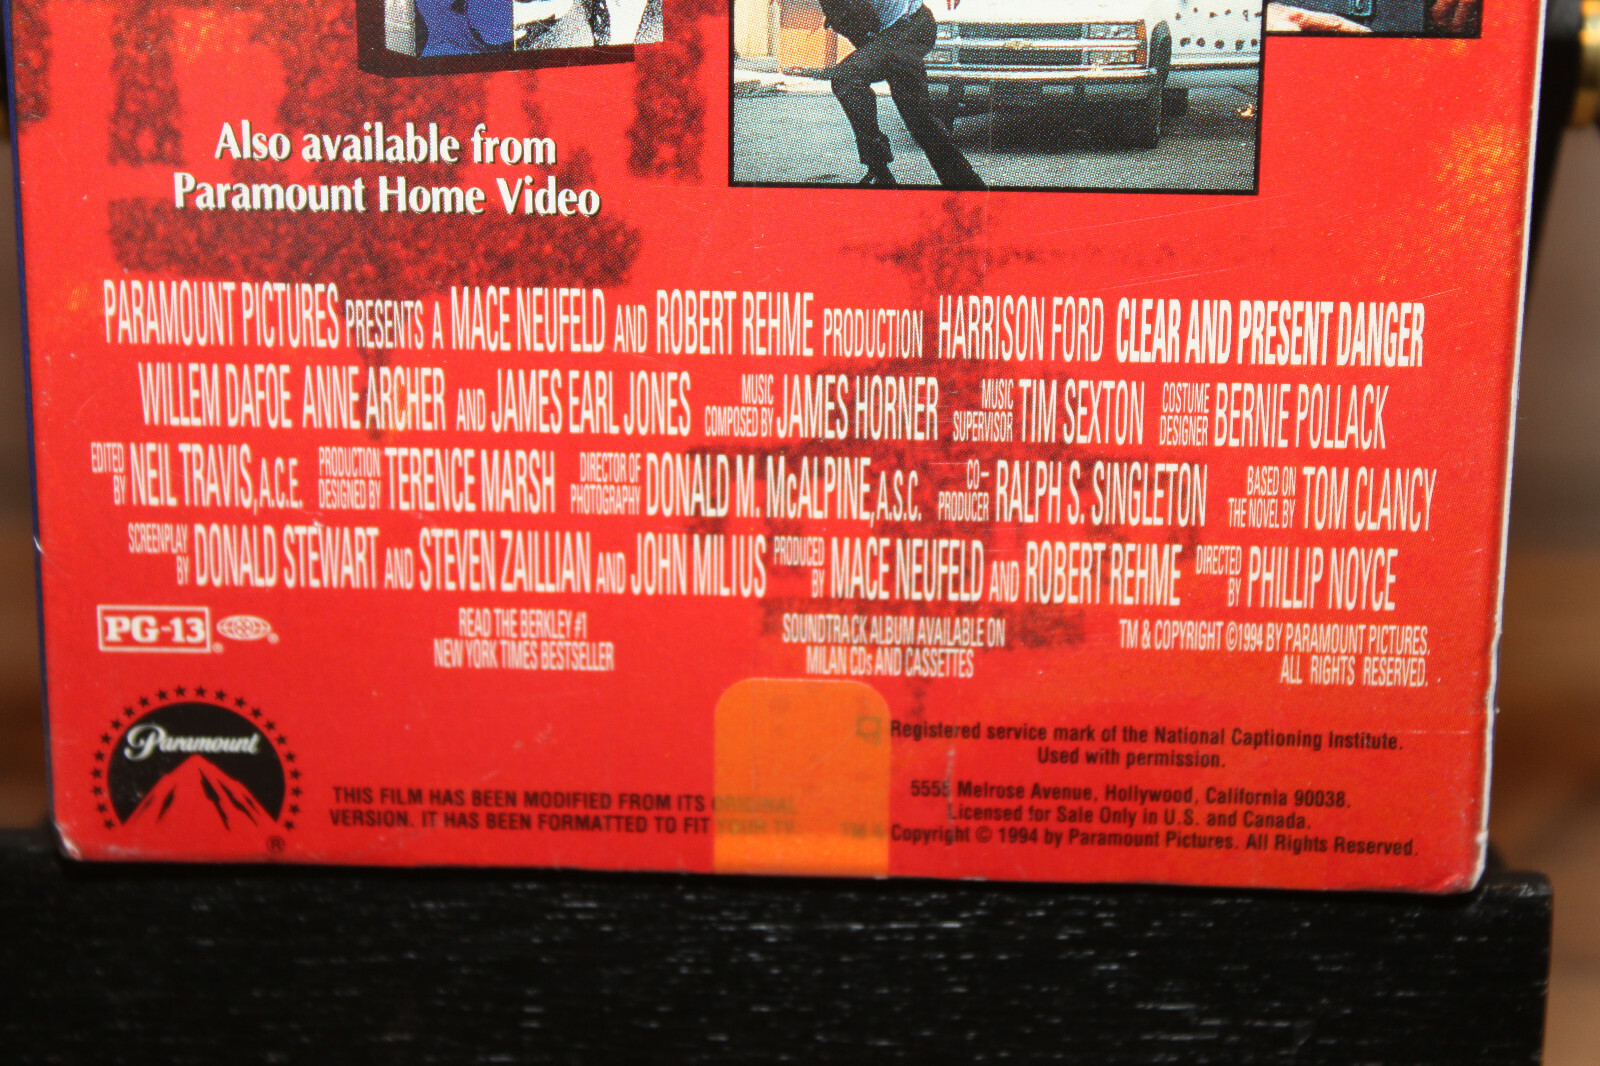 Also available from
Paramount Home Video
PARAMOUNT PICTURES PRESENTS A MACE NEUFELD AND ROBERT REHME PRODUCTION HARRISON FORD CLEAR AND PRESENT DANGER
WILLEM DAFOE ANNE ARCHER AND JAMES EARL JONES MUSIC COMPOSED BY JAMES HORNER MUSIC SUPERVISOR TIM SEXTON COSTUME DESIGNER BERNIE POLLACK
EDITED BY NEIL TRAVIS, A.C.E. PRODUCTION DESIGNED BY TERENCE MARSH DIRECTOR OF PHOTOGRAPHY DONALD M. McALPINE, A.S.C. CO-PRODUCER RALPH S. SINGLETON BASED ON THE NOVEL BY TOM CLANCY
SCREENPLAY BY DONALD STEWART AND STEVEN ZAILLIAN AND JOHN MILIUS PRODUCED BY MACE NEUFELD AND ROBERT REHME DIRECTED BY PHILLIP NOYCE
PG-13 ®
®
READ THE BERKLEY #1
NEW YORK TIMES BESTSELLER
SOUNDTRACK ALBUM AVAILABLE ON
MILAN CDs AND CASSETTES
TM & COPYRIGHT ©1994 BY PARAMOUNT PICTURES.
ALL RIGHTS RESERVED.
Paramount
®
THIS FILM HAS BEEN MODIFIED FROM ITS ORIGINAL
VERSION. IT HAS BEEN FORMATTED TO FIT YOUR TV.
Registered service mark of the National Captioning Institute.
Used with permission.
5555 Melrose Avenue, Hollywood, California 90038.
Licensed for Sale Only in U.S. and Canada.
TM & Copyright © 1994 by Paramount Pictures. All Rights Reserved.